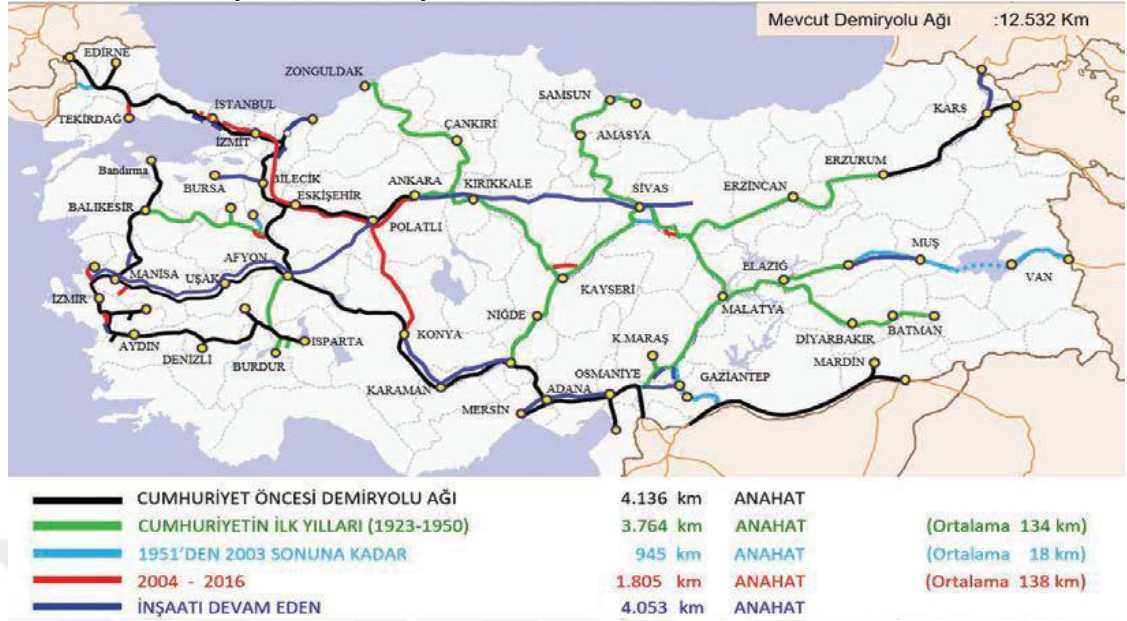 Mevcut Demiryolu Ağı :12.532 Km
EDİRNE
ZONGULDAK
SAMSUN
İSTANBUL
KARS
TEKİRDAĞ
ÇANKIRI
AMASYA
İZMİT
Bandırma
ERZURUM
BURSA
BİLECİK
ANKARA
KIRIKKALE
SİVAS
ERZİNCAN
ESKİŞEHİR
BALIKESİR
POLATLI
MUŞ
AFYON
ELAZIĞ
MANİSA
UŞAK
VAN
KAYSERİ
İZMİR
MALATYA
NİĞDE
KONYA
BATMAN
AYDIN
ISPARTA
K.MARAŞ
DİYARBAKIR
DENİZLİ
MARDİN
BURDUR
OSMANİYE
GAZİANTEP
KARAMAN
ADANA
MERSİN
CUMHURİYET ÖNCESİ DEMİRYOLU AĞI 4.136 km ANAHAT
CUMHURİYETİN İLK YILLARI (1923-1950) 3.764 km ANAHAT (Ortalama 134 km)
1951'DEN 2003 SONUNA KADAR 945 km ANAHAT (Ortalama 18 km)
2004 - 2016 1.805 km ANAHAT (Ortalama 138 km)
İNŞAATI DEVAM EDEN 4.053 km ANAHAT